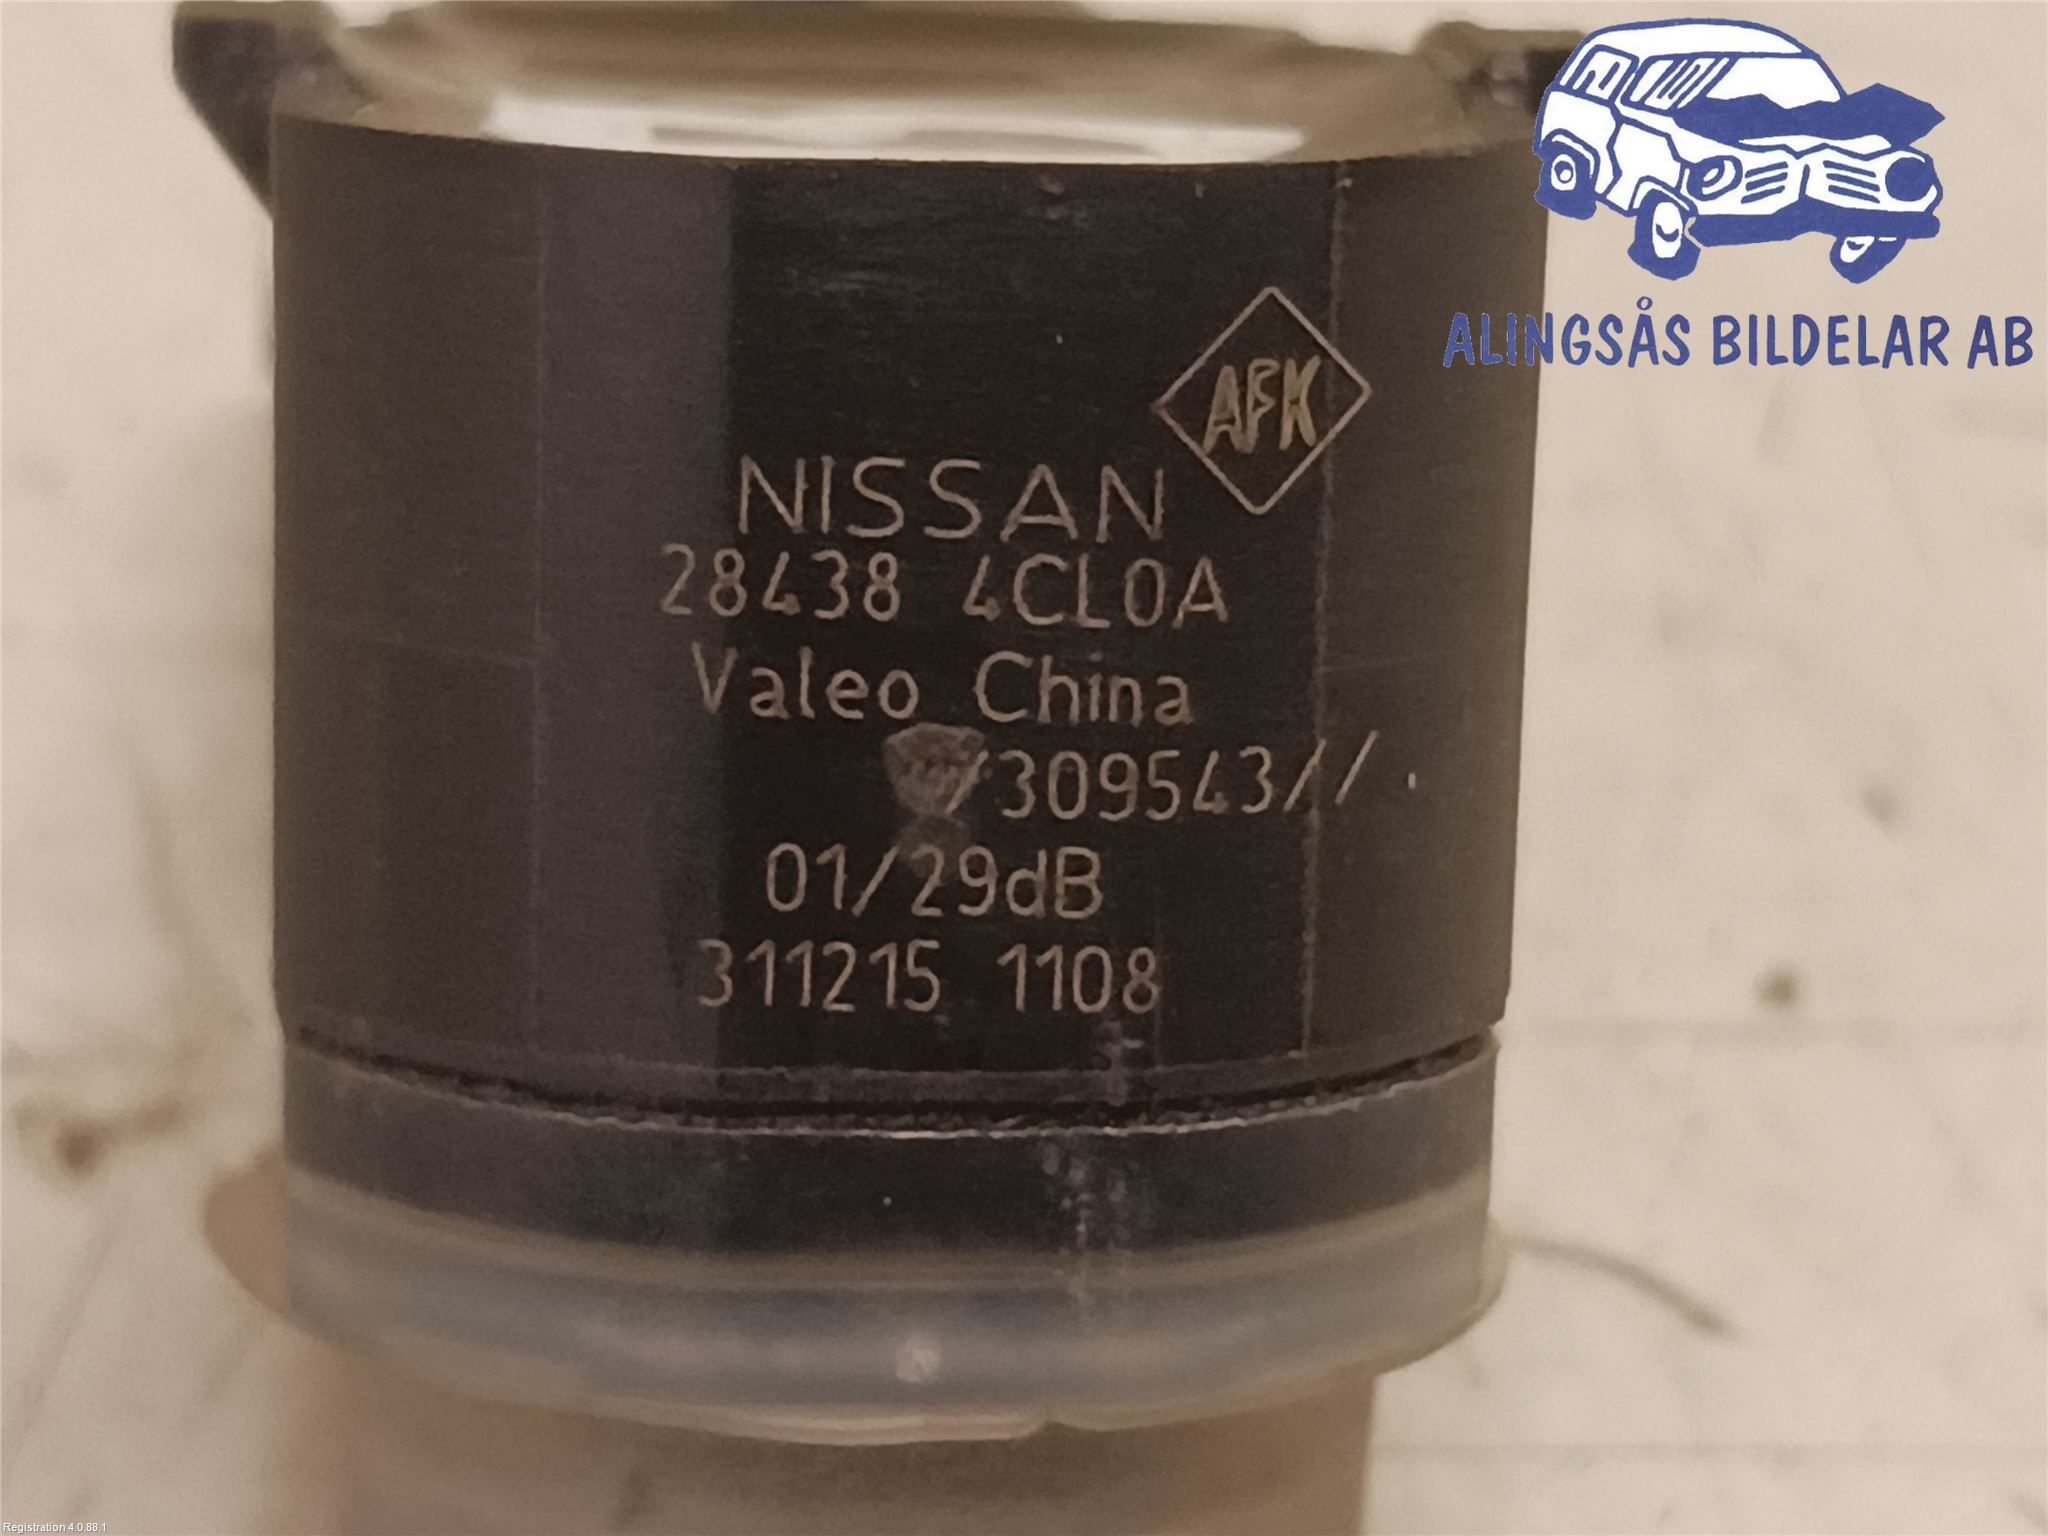 ALINGSÅS BILDELAR AB
AFK
NISSAN
28438 4CL0A
Valeo China
/309543//
01/29dB
311215 1108
Registration 4.0.88.1